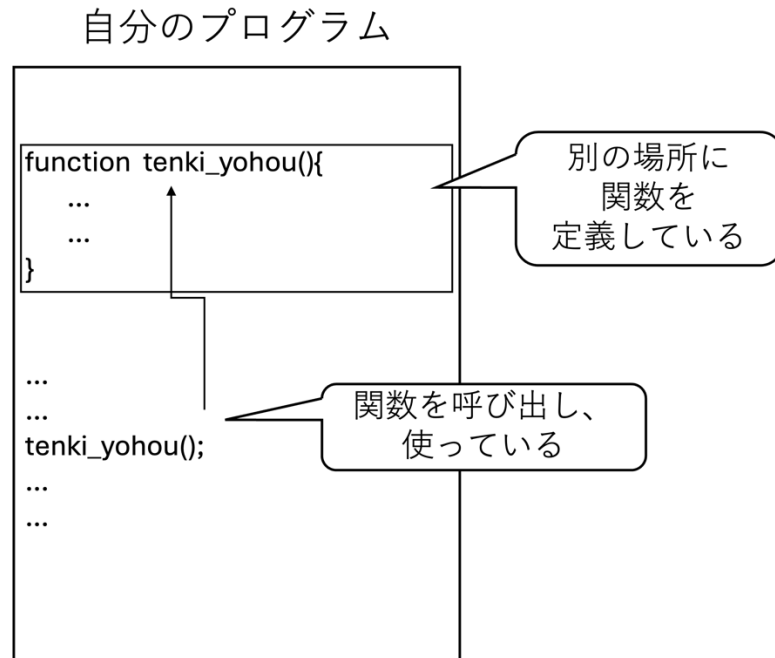 自分のプログラム
function tenki_yohou(){
...
...
}
別の場所に
関数を
定義している
...
...
tenki_yohou();
...
...
関数を呼び出し、
使っている